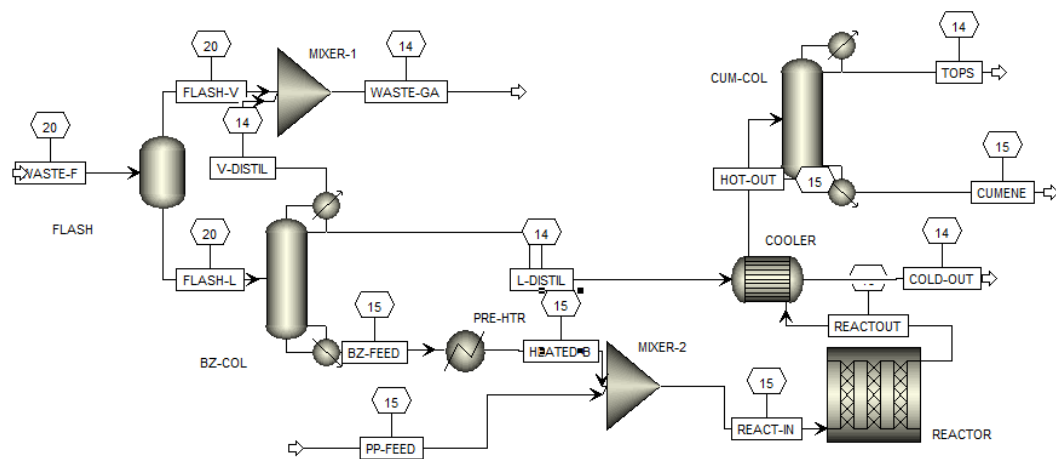 14
20
14
MIXER-1
TOPS
CUM-COL
FLASH-V
WASTE-GA
14
20
15
WASTE-F
V-DISTIL
HOT-OUT
15
CUMENE
FLASH
20
14
COOLER
14
FLASH-L
L-DISTIL
COLD-OUT
15
15
PRE-HTR
REACTOUT
BZ-COL
BZ-FEED
MIXER-2
15
15
REACT-IN
REACTOR
PP-FEED